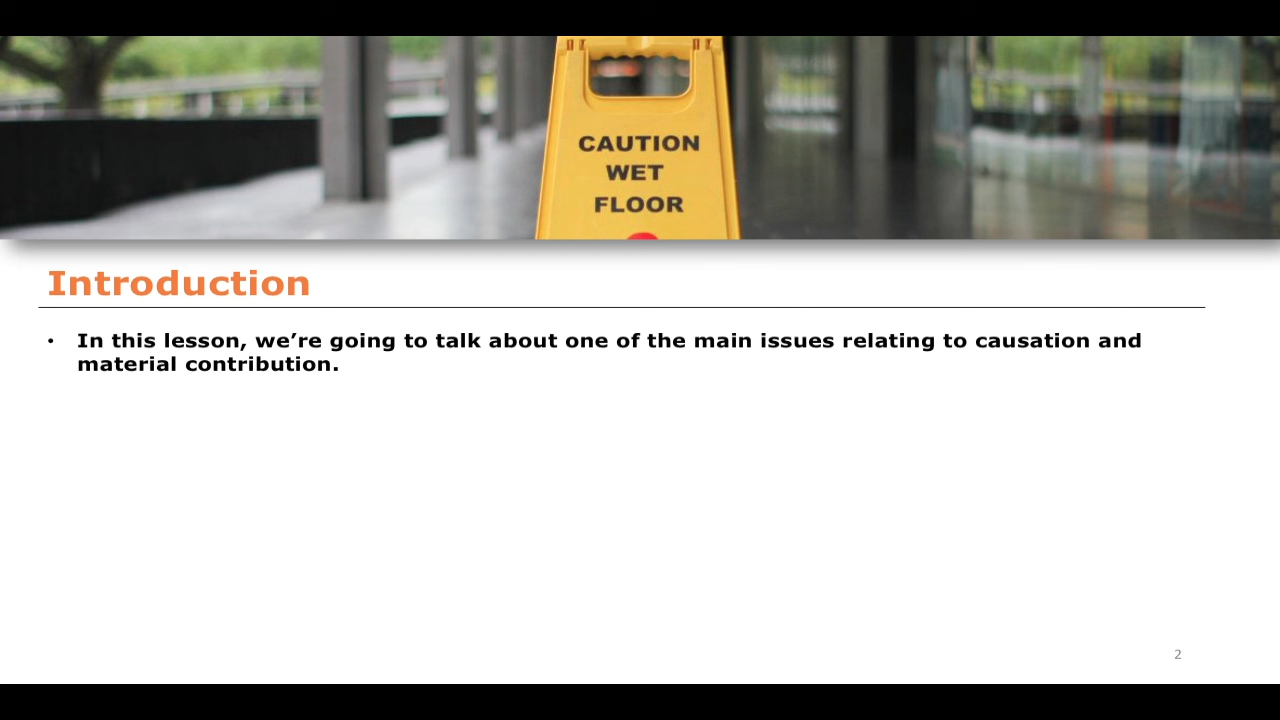 CAUTION
WET
FLOOR
Introduction
• In this lesson, we’re going to talk about one of the main issues relating to causation and
material contribution.
2